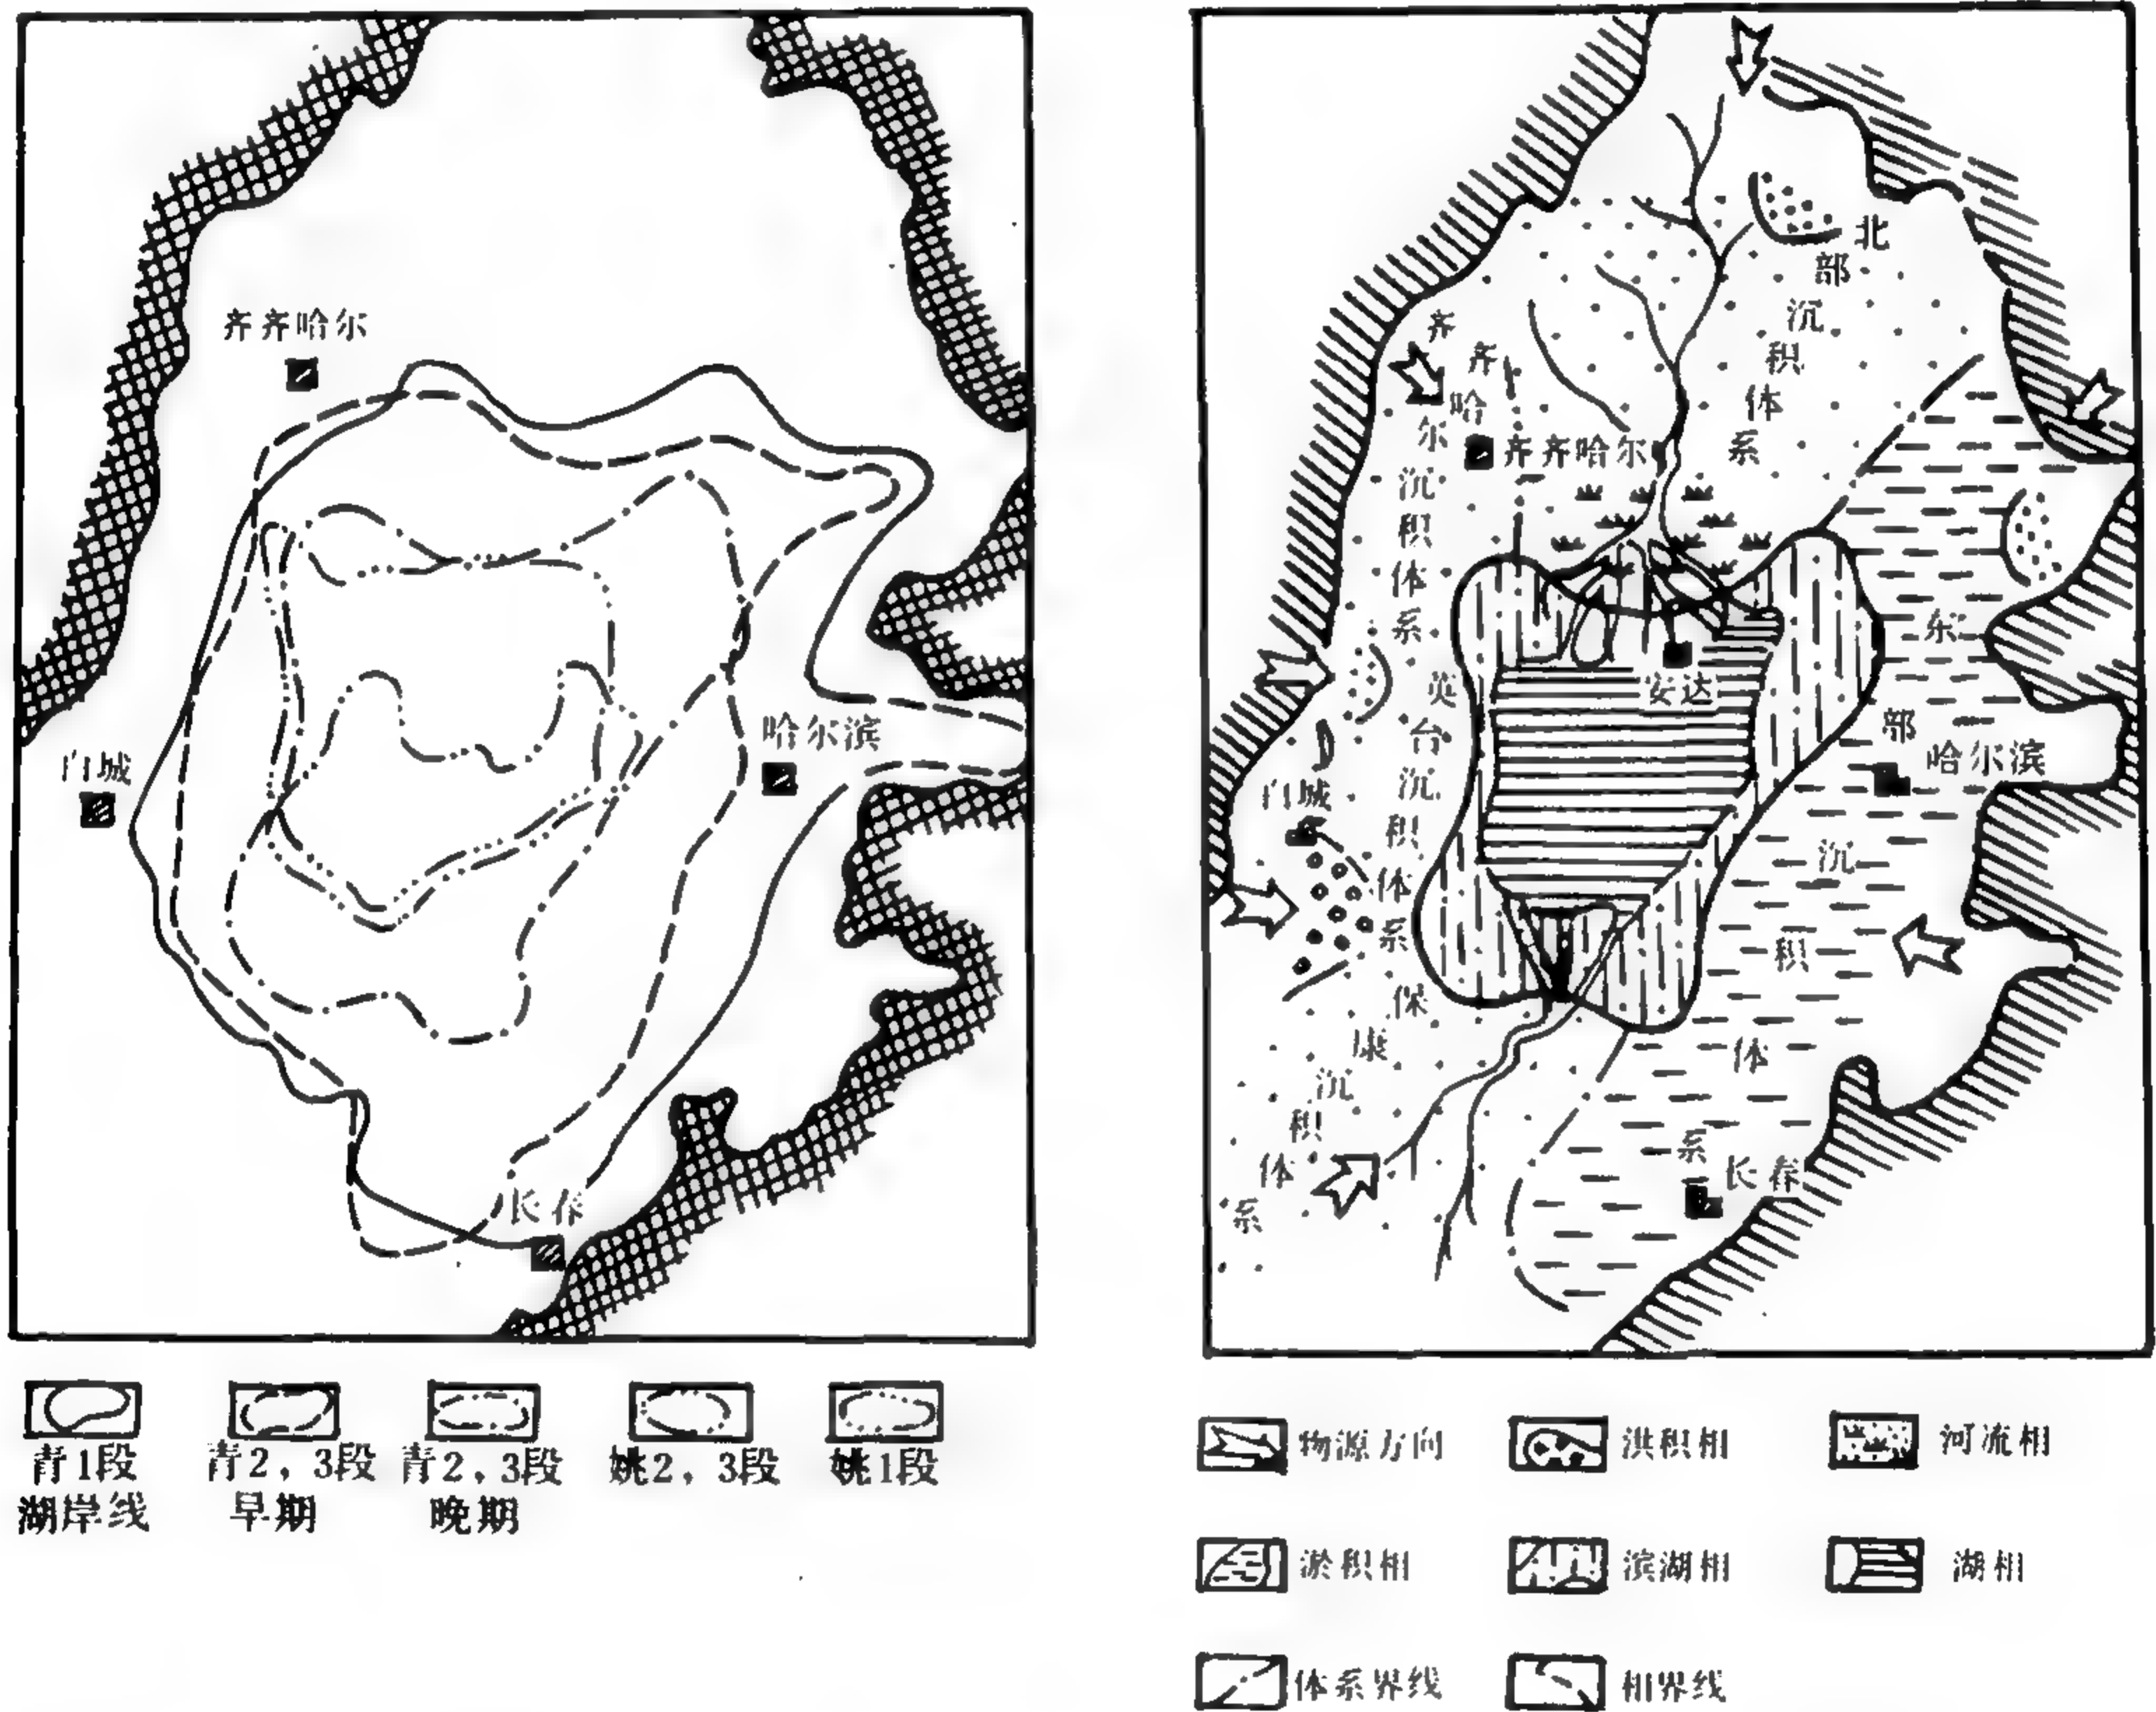 齐齐哈尔
白城
哈尔滨
长春
青1段
湖岸线
青2,3段
早期
青2,3段
晚期
姚2,3段
姚1段
北部沉积体系
齐齐哈尔沉积体系
齐齐哈尔
安达
英台沉积体系
白城
东部沉积体系
哈尔滨
保康沉积体系
长春
物源方向
洪积相
河流相
淤积相
滨湖相
湖相
体系界线
相界线